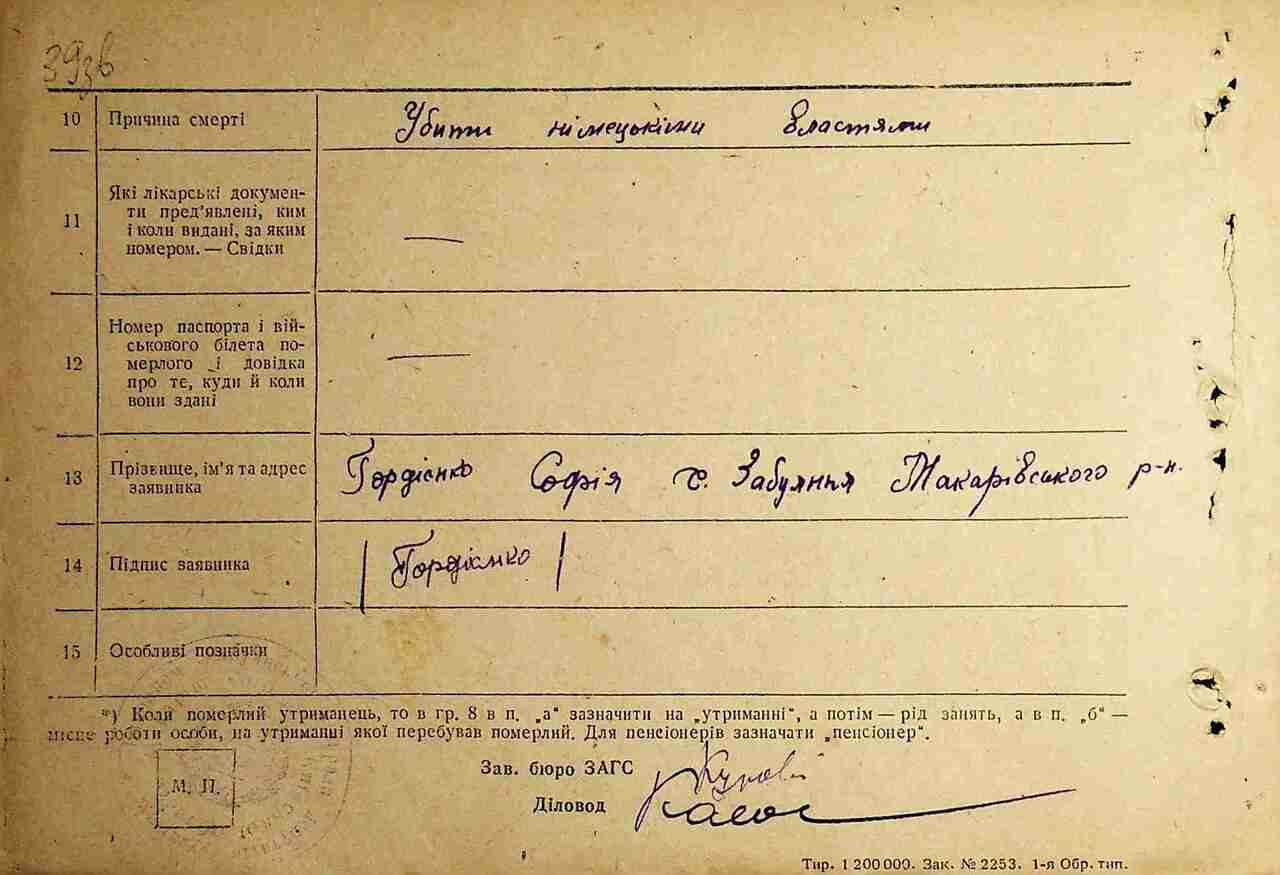 39зв
10 Причина смерті Убити німецькіми властями
11 Які лікарські докумен-
ти пред'явлені, ким
і коли видані, за яким
номером. — Свідки —
12 Номер паспорта і вій-
ськового білета по-
мерлого і довідка
про те, куди й коли
вони здані —
13 Прізвище, ім'я та адрес
заявника Гордієнко Софія с. Забуяння Макарівського р-н.
14 Підпис заявника | Гордієнко |
15 Особливі позначки
*) Коли померлий утриманець, то в гр. 8 в п. „а“ зазначити на „утриманні“, а потім — рід занять, а в п. „б“ —
місце роботи особи, на утриманні якої перебував померлий. Для пенсіонерів зазначати „пенсіонер“.
Зав. бюро ЗАГС
М. П.
Діловод
Тир. 1 200 000. Зак. № 2253. 1-я Обр. тип.